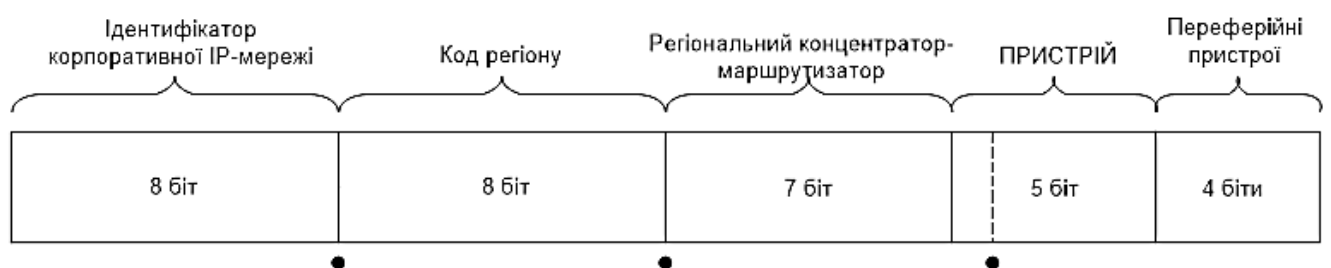 Ідентифікатор
корпоративної IP-мережі
Код регіону
Регіональний концентратор-
маршрутизатор
ПРИСТРІЙ
Переферійні
пристрої
8 біт
8 біт
7 біт
5 біт
4 біти